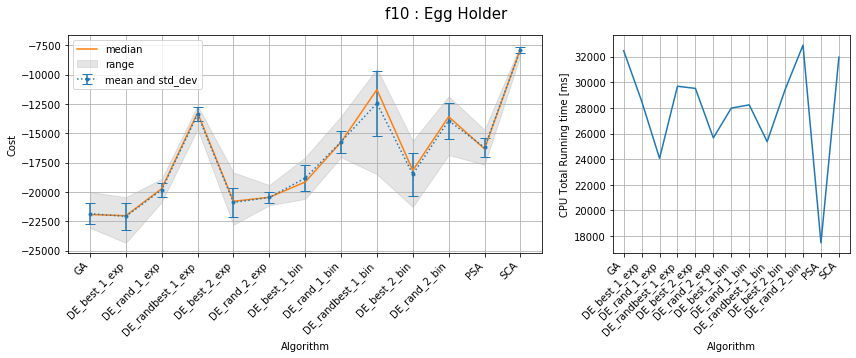 f10 : Egg Holder
median
range
mean and std_dev
Cost
−7500
−10000
−12500
−15000
−17500
−20000
−22500
−25000
GA
DE_best_1_exp
DE_rand_1_exp
DE_randbest_1_exp
DE_best_2_exp
DE_rand_2_exp
DE_best_1_bin
DE_rand_1_bin
DE_randbest_1_bin
DE_best_2_bin
DE_rand_2_bin
PSA
SCA
Algorithm
CPU Total Running time [ms]
32000
30000
28000
26000
24000
22000
20000
18000
GA
DE_best_1_exp
DE_rand_1_exp
DE_randbest_1_exp
DE_best_2_exp
DE_rand_2_exp
DE_best_1_bin
DE_rand_1_bin
DE_randbest_1_bin
DE_best_2_bin
DE_rand_2_bin
PSA
SCA
Algorithm